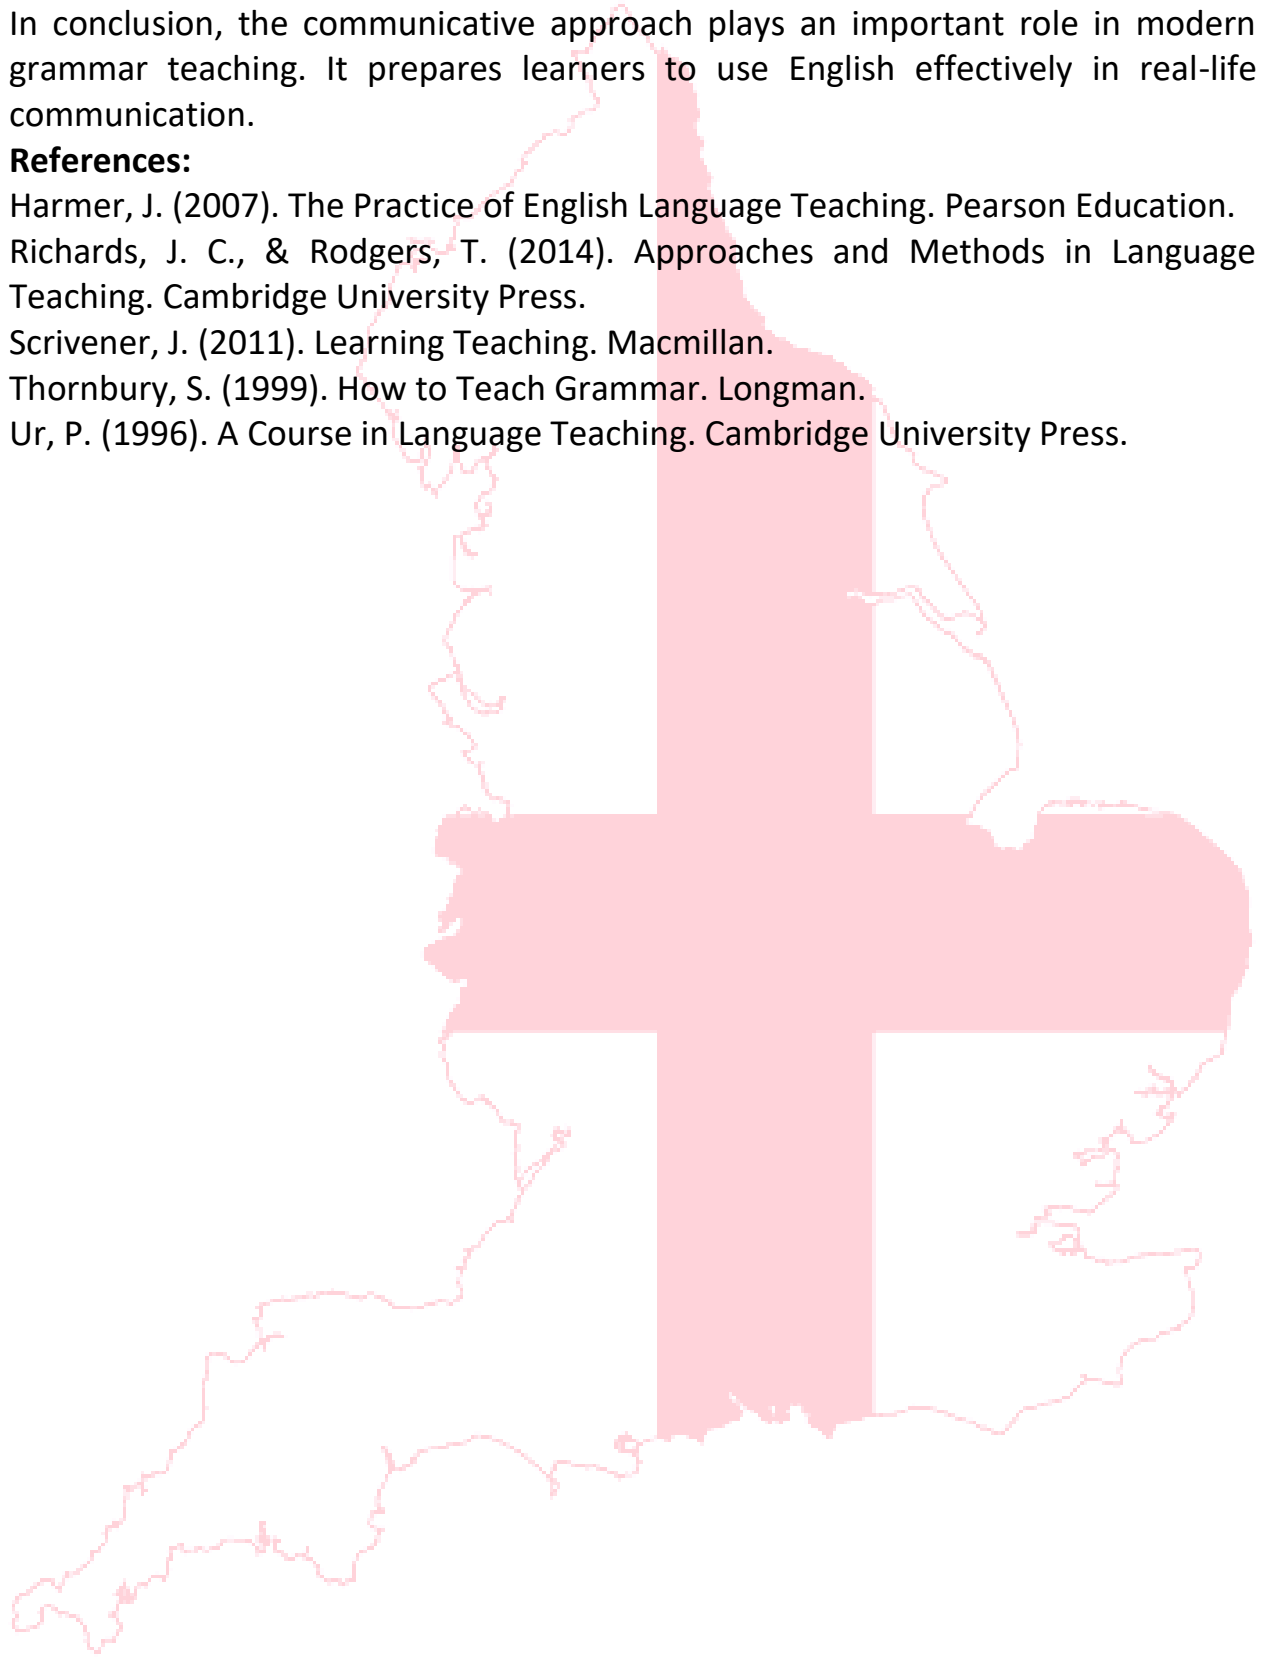 In conclusion, the communicative approach plays an important role in modern
grammar teaching. It prepares learners to use English effectively in real-life
communication.
References:
Harmer, J. (2007). The Practice of English Language Teaching. Pearson Education.
Richards, J. C., & Rodgers, T. (2014). Approaches and Methods in Language
Teaching. Cambridge University Press.
Scrivener, J. (2011). Learning Teaching. Macmillan.
Thornbury, S. (1999). How to Teach Grammar. Longman.
Ur, P. (1996). A Course in Language Teaching. Cambridge University Press.